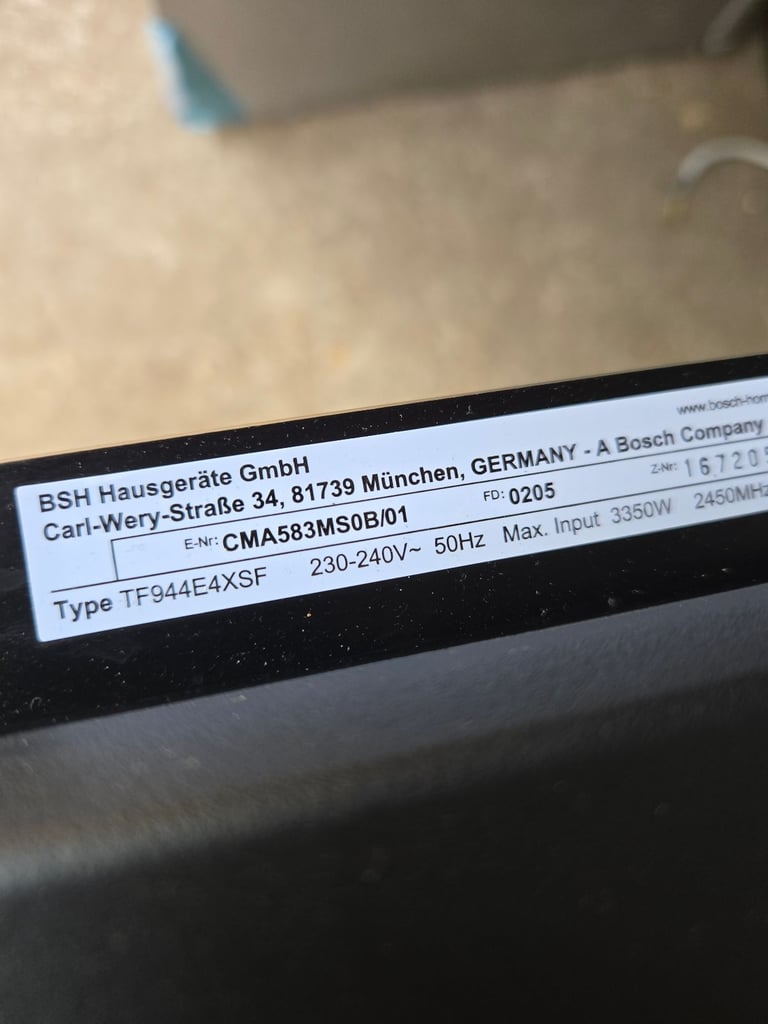 www.bosch-hom
BSH Hausgeräte GmbH
Carl-Wery-Straße 34, 81739 München, GERMANY - A Bosch Company
E-Nr: CMA583MS0B/01 FD: 0205 Z-Nr: 167205
Type TF944E4XSF 230-240V~ 50Hz Max. Input 3350W 2450MHz